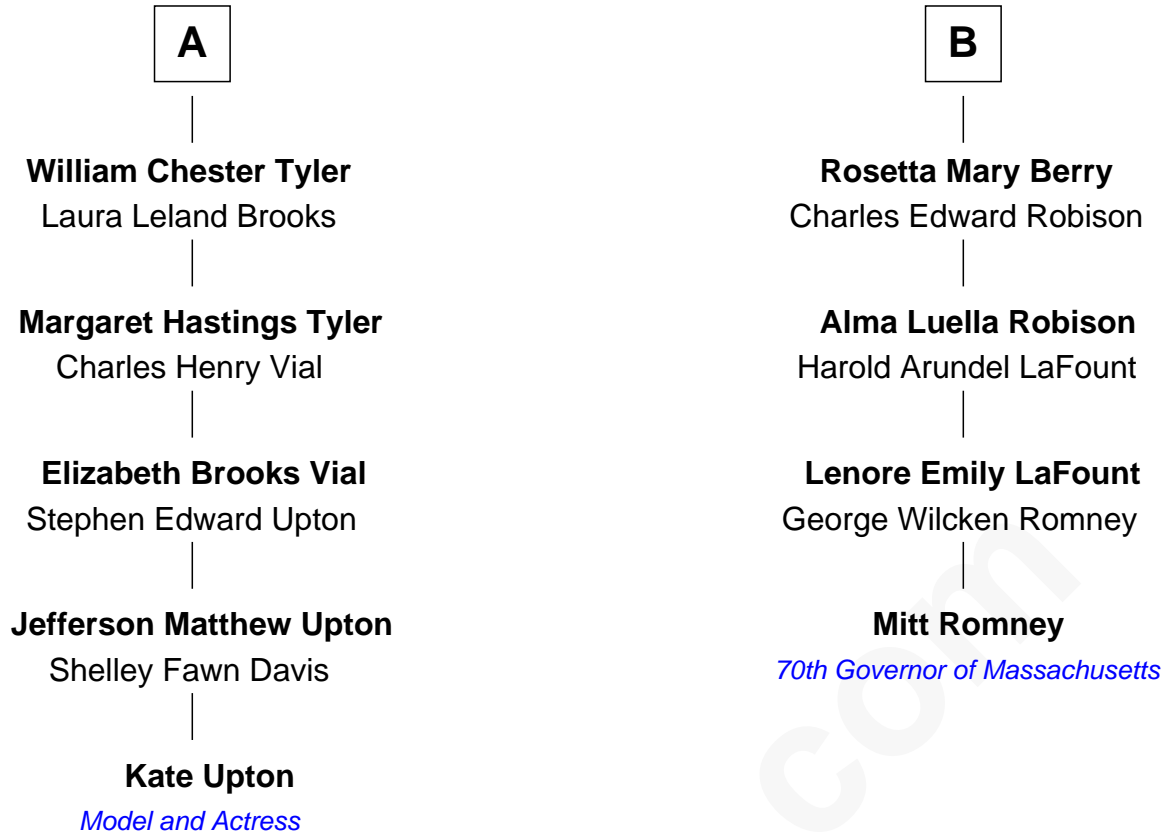 A
William Chester Tyler
Laura Leland Brooks
Margaret Hastings Tyler
Charles Henry Vial
Elizabeth Brooks Vial
Stephen Edward Upton
Jefferson Matthew Upton
Shelley Fawn Davis
Kate Upton
Model and Actress
B
Rosetta Mary Berry
Charles Edward Robison
Alma Luella Robison
Harold Arundel LaFount
Lenore Emily LaFount
George Wilcken Romney
Mitt Romney
70th Governor of Massachusetts
com